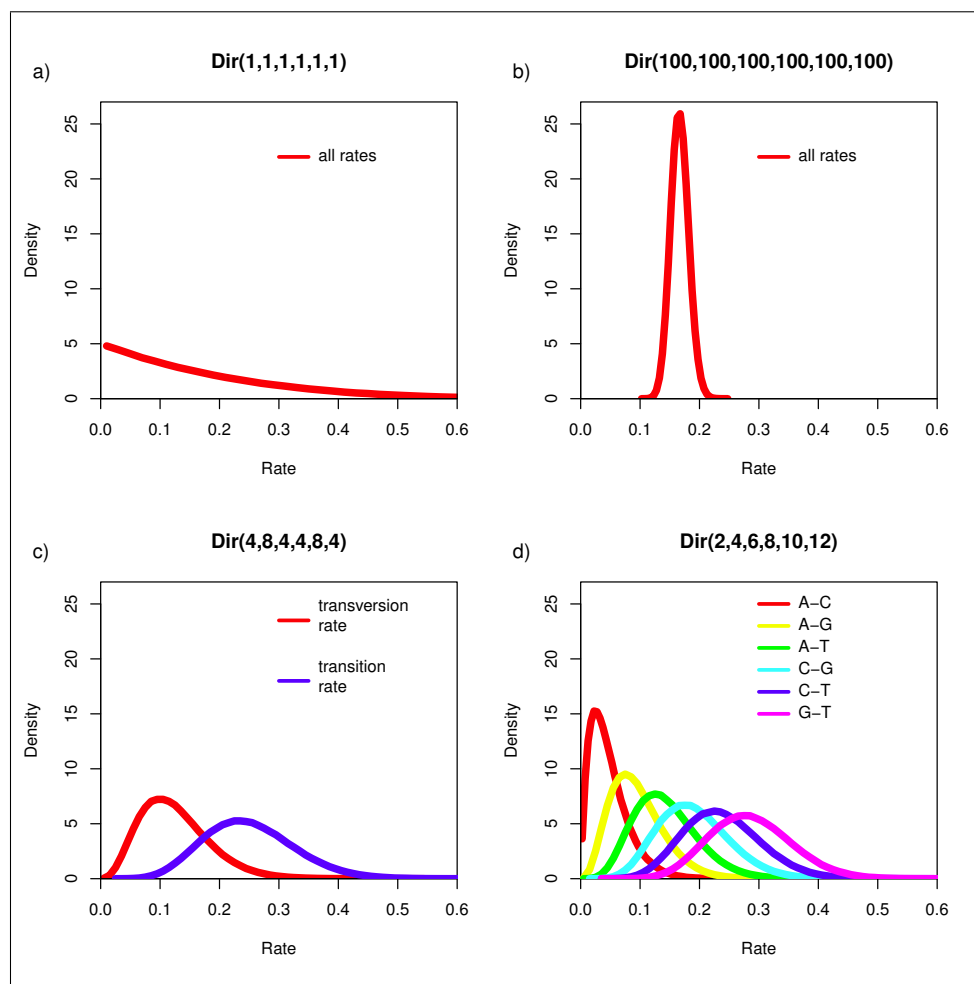 a)
Dir(1,1,1,1,1,1)
Density
0
5
10
15
20
25
all rates
0.0 0.1 0.2 0.3 0.4 0.5 0.6
Rate
b)
Dir(100,100,100,100,100,100)
Density
0
5
10
15
20
25
all rates
0.0 0.1 0.2 0.3 0.4 0.5 0.6
Rate
c)
Dir(4,8,4,4,8,4)
Density
0
5
10
15
20
25
transversion
rate
transition
rate
0.0 0.1 0.2 0.3 0.4 0.5 0.6
Rate
d)
Dir(2,4,6,8,10,12)
Density
0
5
10
15
20
25
A−C
A−G
A−T
C−G
C−T
G−T
0.0 0.1 0.2 0.3 0.4 0.5 0.6
Rate